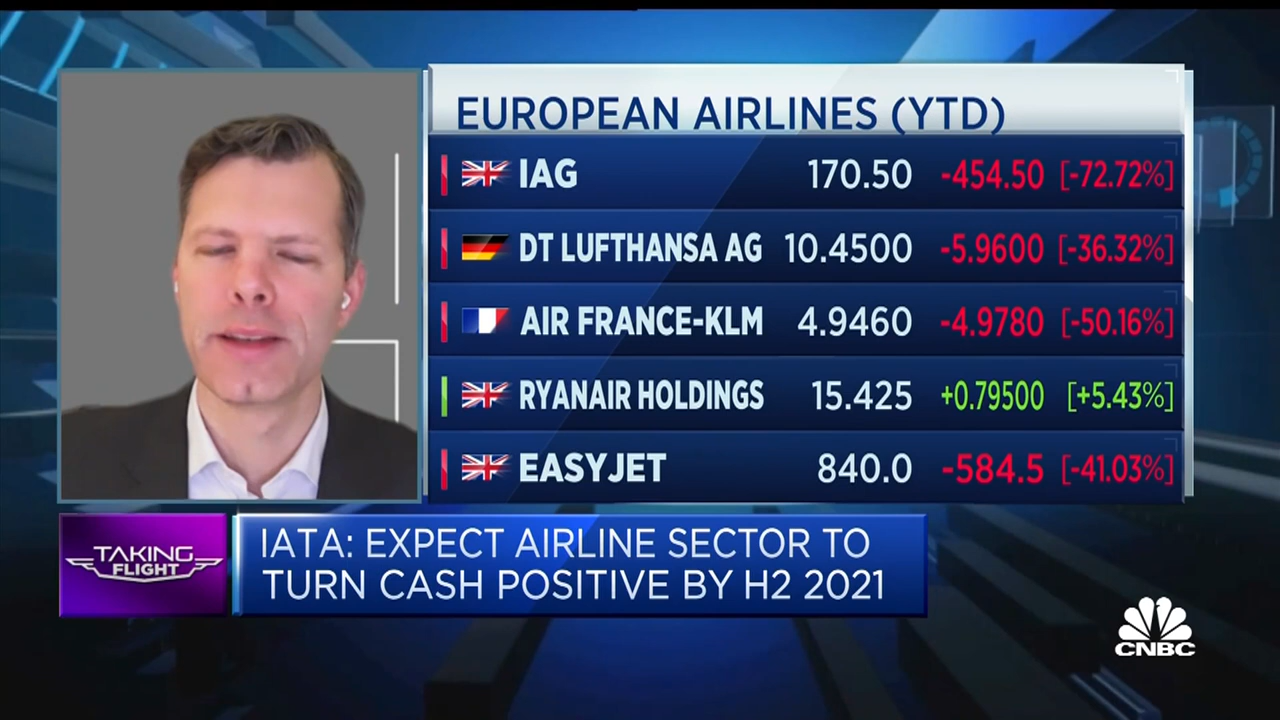 EUROPEAN AIRLINES (YTD)
IAG 170.50 -454.50 [-72.72%]
DT LUFTHANSA AG 10.4500 -5.9600 [-36.32%]
AIR FRANCE-KLM 4.9460 -4.9780 [-50.16%]
RYANAIR HOLDINGS 15.425 +0.79500 [+5.43%]
EASYJET 840.0 -584.5 [-41.03%]
TAKING
FLIGHT
IATA: EXPECT AIRLINE SECTOR TO
TURN CASH POSITIVE BY H2 2021
CNBC